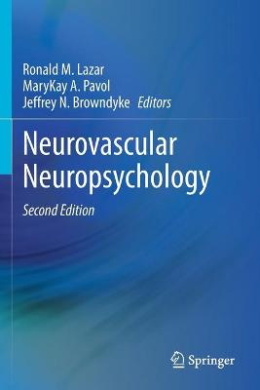 Ronald M. Lazar
MaryKay A. Pavol
Jeffrey N. Browndyke Editors
Neurovascular
Neuropsychology
Second Edition
Springer